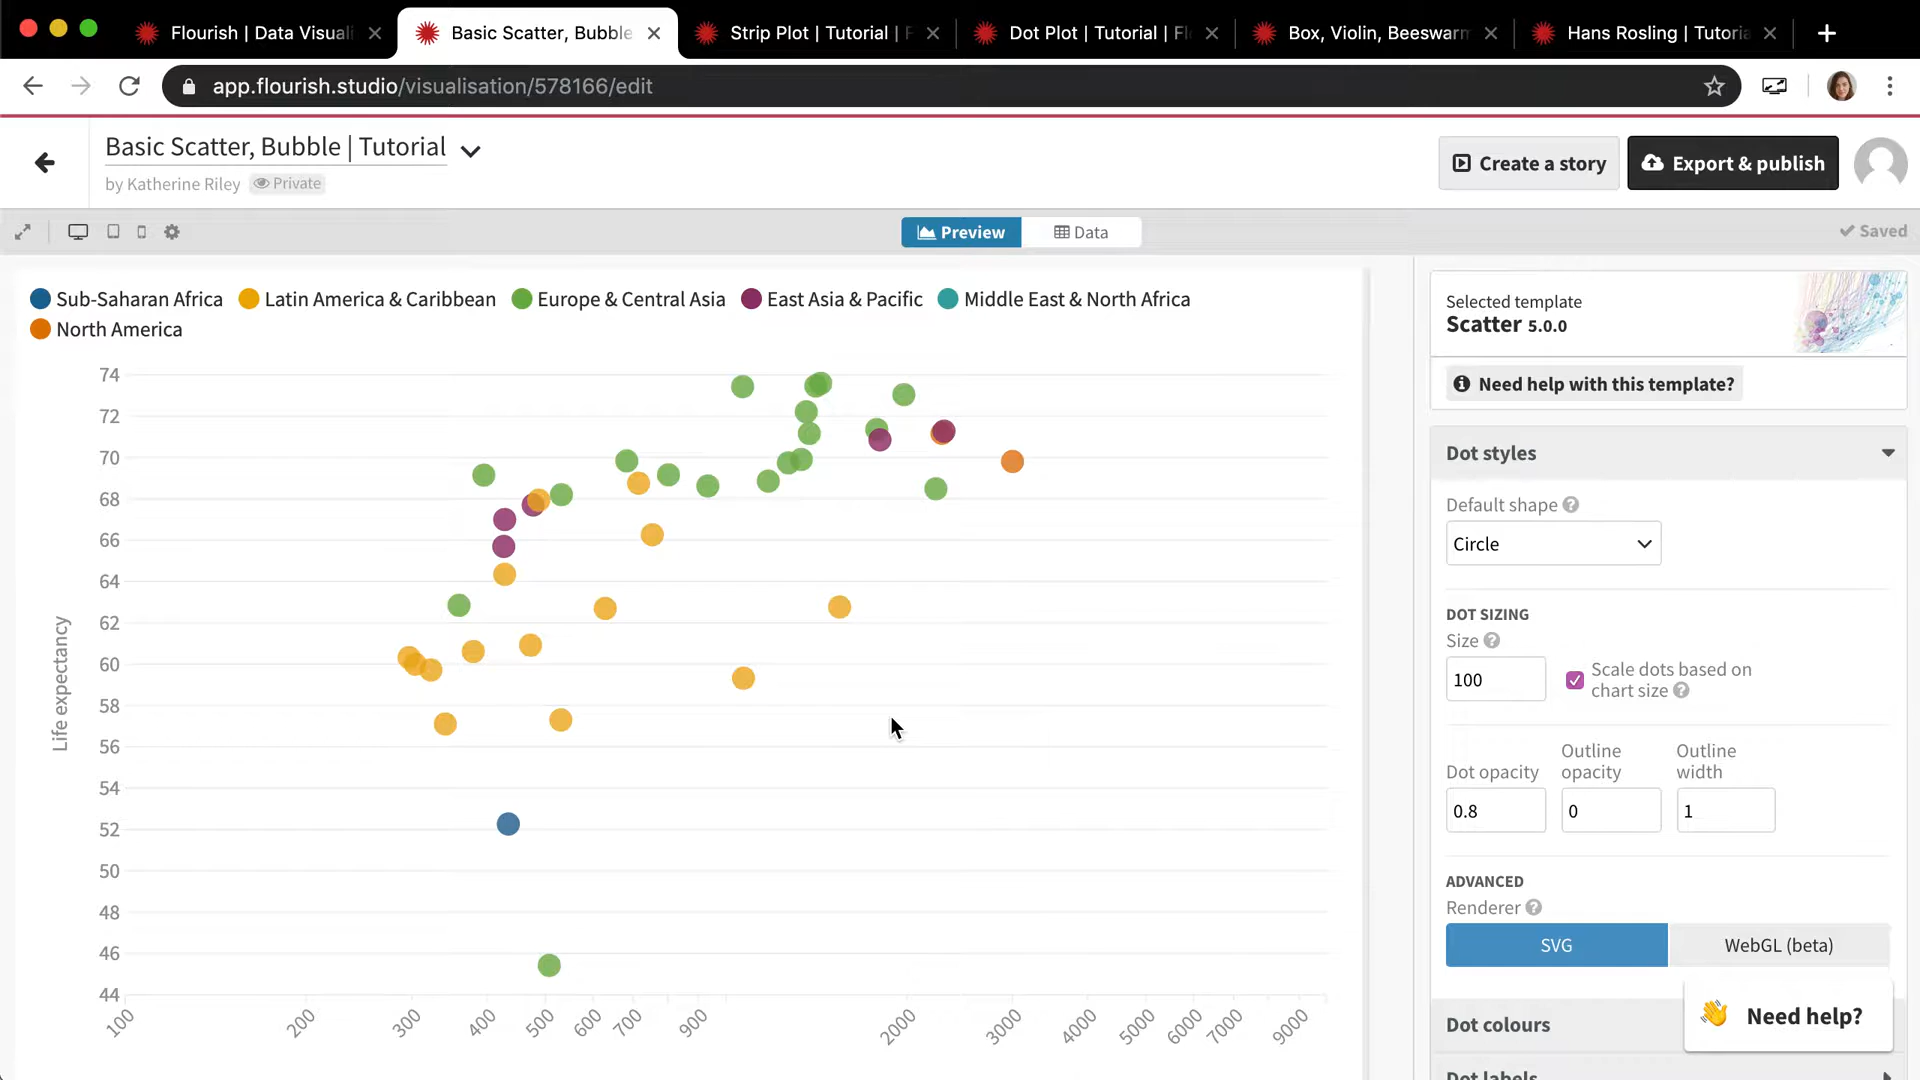 Flourish | Data Visuali
Basic Scatter, Bubble
Strip Plot | Tutorial | F
Dot Plot | Tutorial | Fl
Box, Violin, Beeswarm
Hans Rosling | Tutoria
app.flourish.studio/visualisation/578166/edit
Basic Scatter, Bubble | Tutorial
by Katherine Riley Private
Create a story
Export & publish
Preview
Data
Saved
Sub-Saharan Africa Latin America & Caribbean Europe & Central Asia East Asia & Pacific Middle East & North Africa
North America
74
72
70
68
66
64
62
60
58
56
54
52
50
48
46
44
Life expectancy
100 200 300 400 500 600 700 900 2000 3000 4000 5000 6000 7000 9000
Selected template
Scatter 5.0.0
Need help with this template?
Dot styles
Default shape
Circle
DOT SIZING
Size
100
Scale dots based on
chart size
Dot opacity
Outline
opacity
Outline
width
0.8
0
1
ADVANCED
Renderer
SVG
WebGL (beta)
Dot colours
Need help?
Dot labels